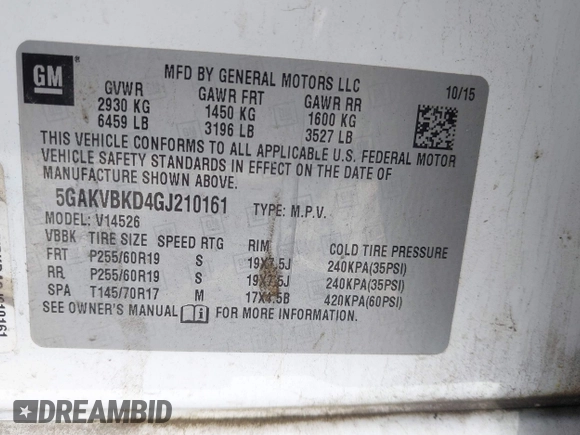 GM
MFD BY GENERAL MOTORS LLC
10/15
GVWR GAWR FRT GAWR RR
2930 KG 1450 KG 1600 KG
6459 LB 3196 LB 3527 LB
THIS VEHICLE CONFORMS TO ALL APPLICABLE U.S. FEDERAL MOTOR
VEHICLE SAFETY STANDARDS IN EFFECT ON THE DATE OF
MANUFACTURE SHOWN ABOVE.
5GAKVBKD4GJ210161 TYPE: M.P.V.
MODEL: V14526
VBBK TIRE SIZE SPEED RTG RIM COLD TIRE PRESSURE
FRT P255/60R19 S 19X7.5J 240KPA(35PSI)
RR P255/60R19 S 19X7.5J 240KPA(35PSI)
SPA T145/70R17 M 17X4.5B 420KPA(60PSI)
SEE OWNER'S MANUAL FOR MORE INFORMATION.
DREAMBID